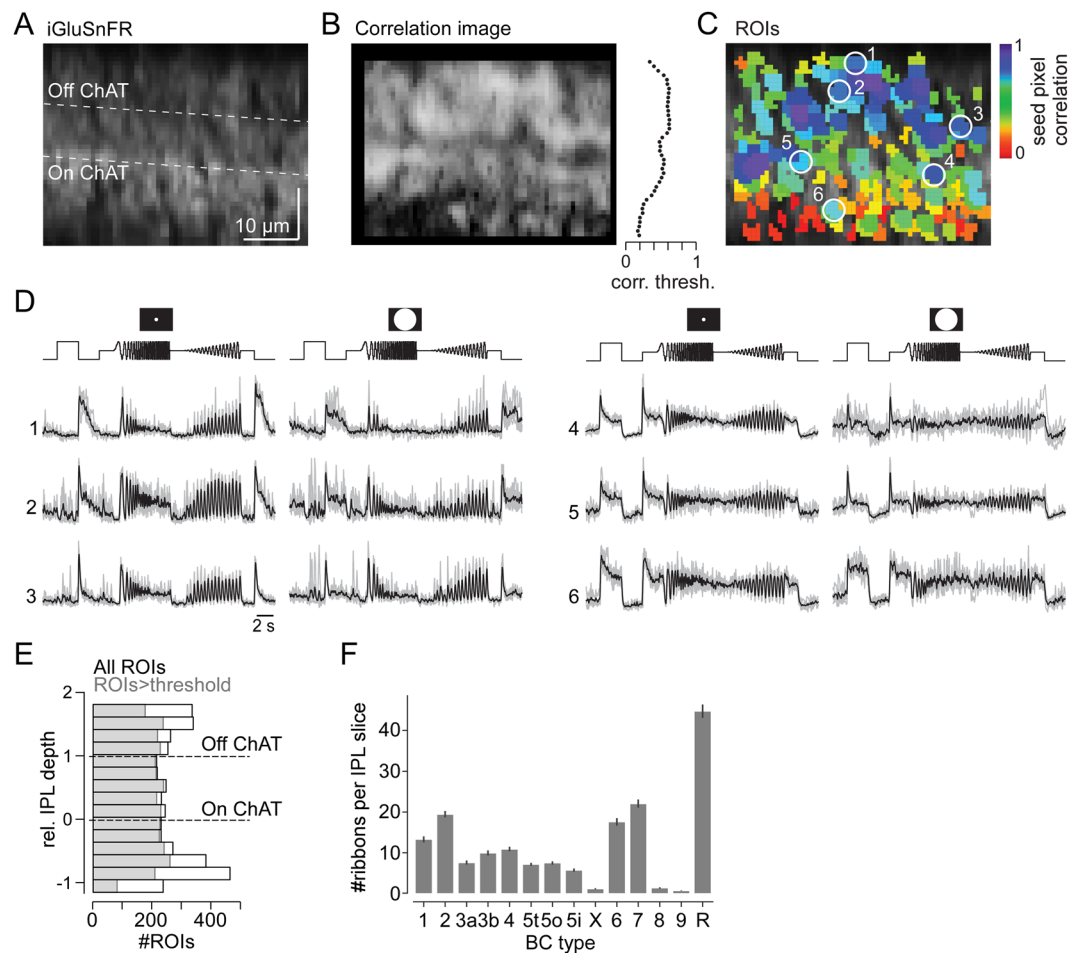 A iGluSnFR
Off ChAT
On ChAT
10 µm
B Correlation image
0 1
corr. thresh.
C ROIs
1
2
3
4
5
6
1
0
seed pixel
correlation
D
1
2
3
2 s
4
5
6
E
All ROIs
ROIs>threshold
2
1
0
-1
rel. IPL depth
Off ChAT
On ChAT
0 200 400
#ROIs
F
#ribbons per IPL slice
40
30
20
10
0
1 2 3a 3b 4 5t 5o 5i X 6 7 8 9 R
BC type